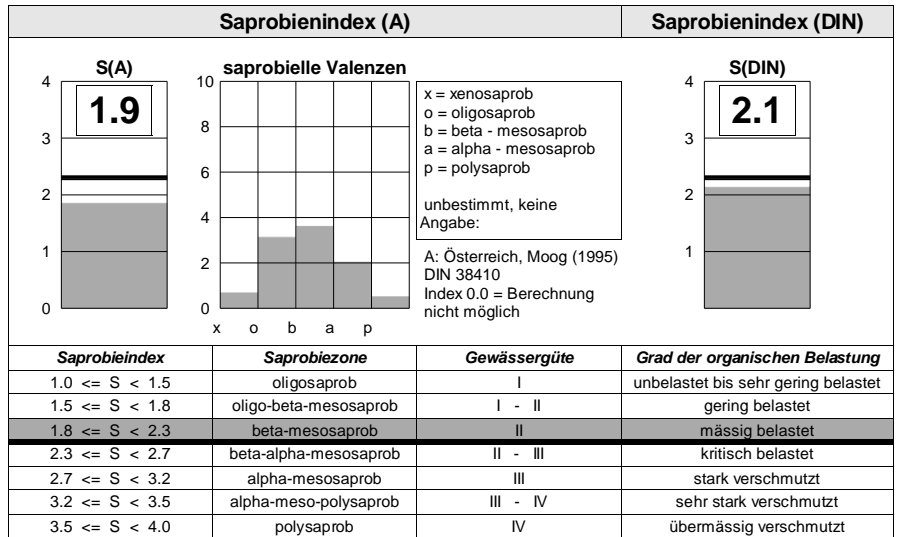 Saprobienindex (A)
Saprobienindex (DIN)
S(A)
4
3
2
1
0
1.9
saprobielle Valenzen
10
8
6
4
2
0
x o b a p
x = xenosaprob
o = oligosaprob
b = beta - mesosaprob
a = alpha - mesosaprob
p = polysaprob
unbestimmt, keine
Angabe:
A: Österreich, Moog (1995)
DIN 38410
Index 0.0 = Berechnung
nicht möglich
S(DIN)
4
3
2
1
2.1
Saprobieindex Saprobiezone Gewässergüte Grad der organischen Belastung
1.0 <= S < 1.5 oligosaprob I unbelastet bis sehr gering belastet
1.5 <= S < 1.8 oligo-beta-mesosaprob I - II gering belastet
1.8 <= S < 2.3 beta-mesosaprob II mässig belastet
2.3 <= S < 2.7 beta-alpha-mesosaprob II - III kritisch belastet
2.7 <= S < 3.2 alpha-mesosaprob III stark verschmutzt
3.2 <= S < 3.5 alpha-meso-polysaprob III - IV sehr stark verschmutzt
3.5 <= S < 4.0 polysaprob IV übermässig verschmutzt